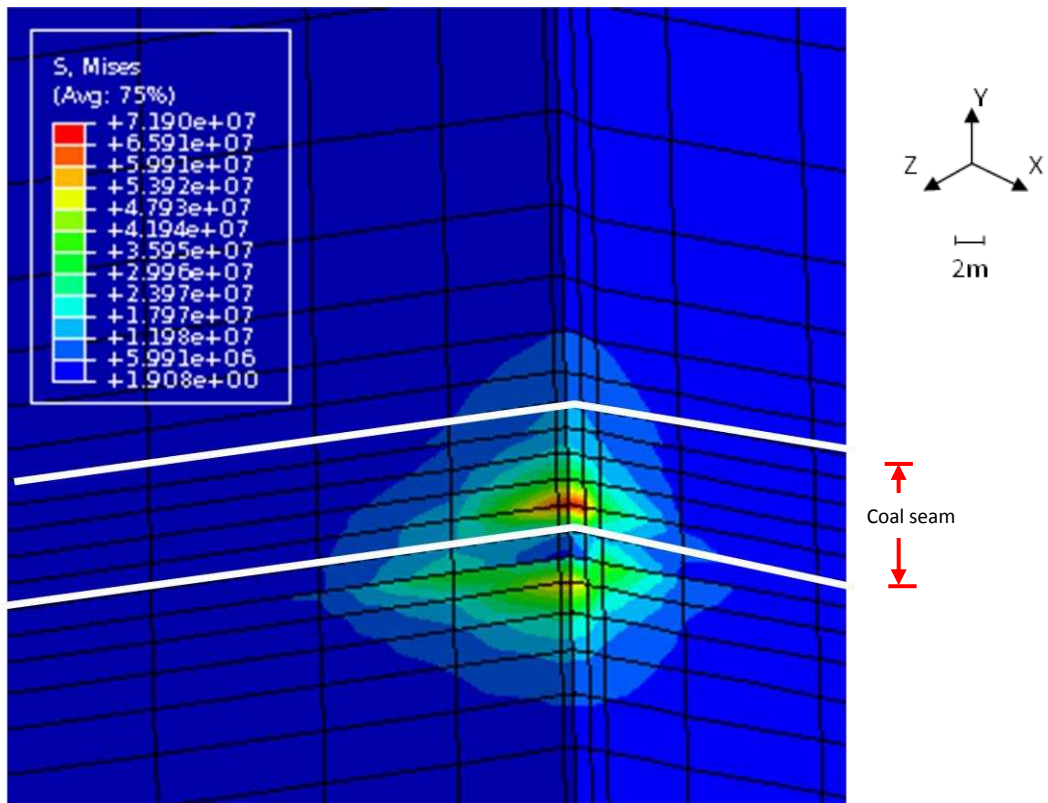 S, Mises
(Avg: 75%)
+7.190e+07
+6.591e+07
+5.991e+07
+5.392e+07
+4.793e+07
+4.194e+07
+3.595e+07
+2.996e+07
+2.397e+07
+1.797e+07
+1.198e+07
+5.991e+06
+1.908e+00
Y
Z
X
2m
Coal seam